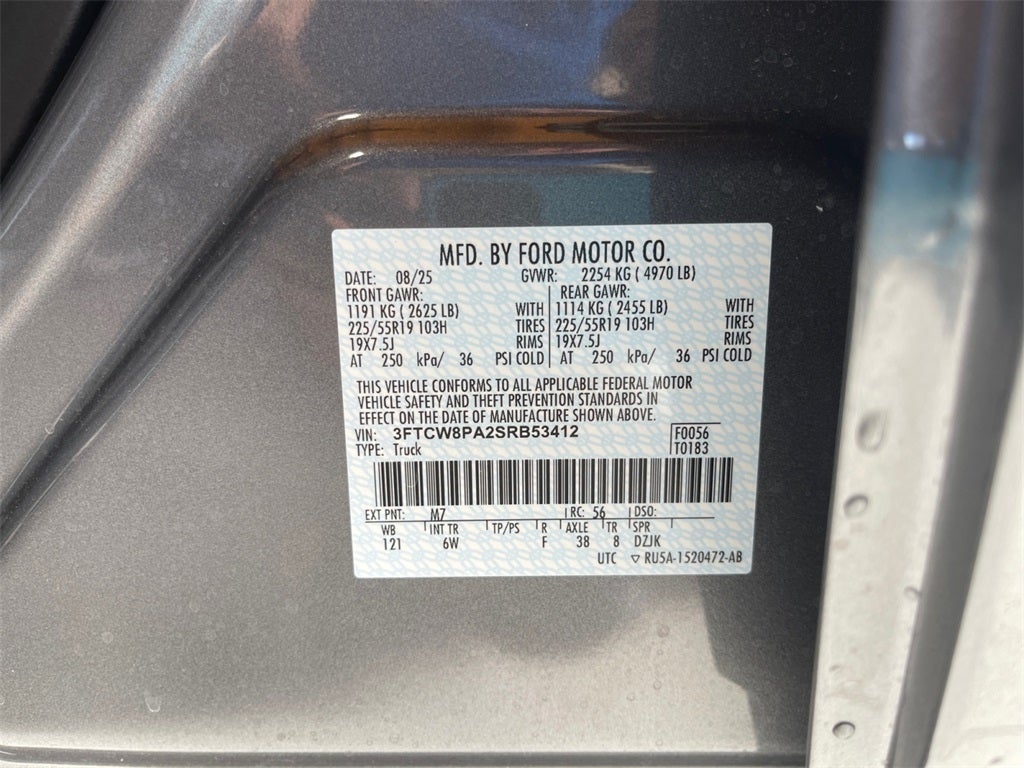 MFD. BY FORD MOTOR CO.
DATE: 08/25 GVWR: 2254 KG ( 4970 LB)
FRONT GAWR: REAR GAWR:
1191 KG ( 2625 LB) WITH 1114 KG ( 2455 LB) WITH
225/55R19 103H TIRES 225/55R19 103H TIRES
19X7.5J RIMS 19X7.5J RIMS
AT 250 kPa/ 36 PSI COLD AT 250 kPa/ 36 PSI COLD
THIS VEHICLE CONFORMS TO ALL APPLICABLE FEDERAL MOTOR
VEHICLE SAFETY AND THEFT PREVENTION STANDARDS IN
EFFECT ON THE DATE OF MANUFACTURE SHOWN ABOVE.
VIN: 3FTCW8PA2SRB53412 F0056
TYPE: Truck T0183
EXT PNT: M7 RC: 56 DSO:
WB INT TR TP/PS R AXLE TR SPR
121 6W F 38 8 DZJK
UTC ▽ RU5A-1520472-AB